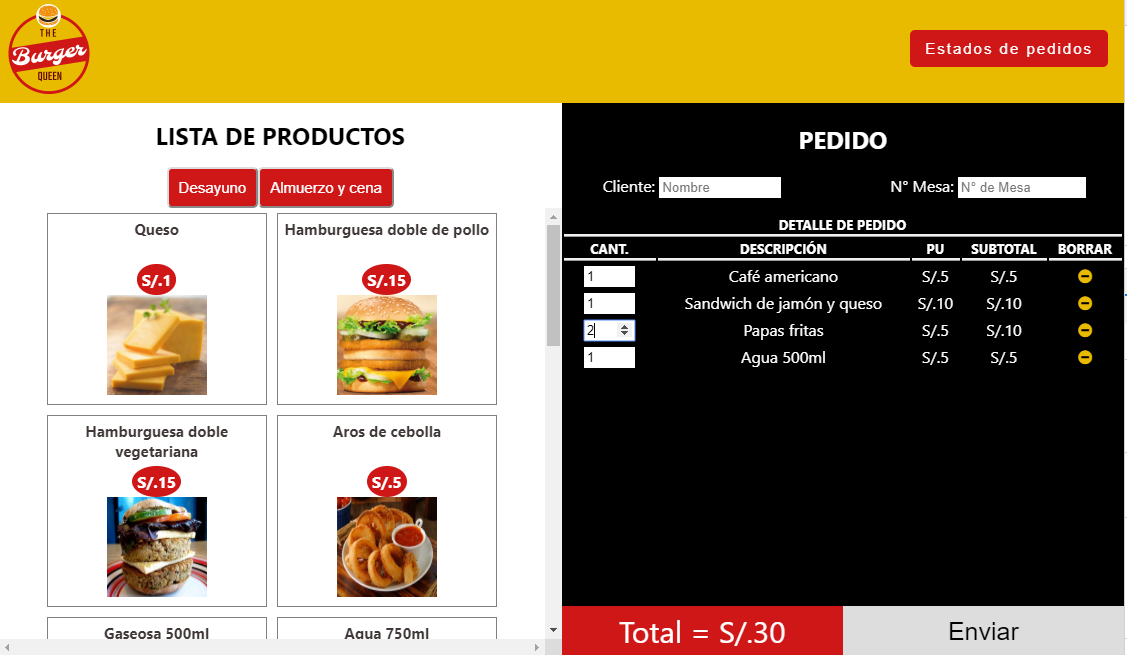 THE
Burger
QUEEN
Estados de pedidos
LISTA DE PRODUCTOS
Desayuno Almuerzo y cena
Queso
S/.1
Hamburguesa doble de pollo
S/.15
Hamburguesa doble
vegetariana
S/.15
Aros de cebolla
S/.5
Gaseosa 500ml
Agua 750ml
PEDIDO
Cliente: Nombre N° Mesa: N° de Mesa
DETALLE DE PEDIDO
CANT. DESCRIPCIÓN PU SUBTOTAL BORRAR
1 Café americano S/.5 S/.5
1 Sandwich de jamón y queso S/.10 S/.10
2 Papas fritas S/.5 S/.10
1 Agua 500ml S/.5 S/.5
Total = S/.30 Enviar